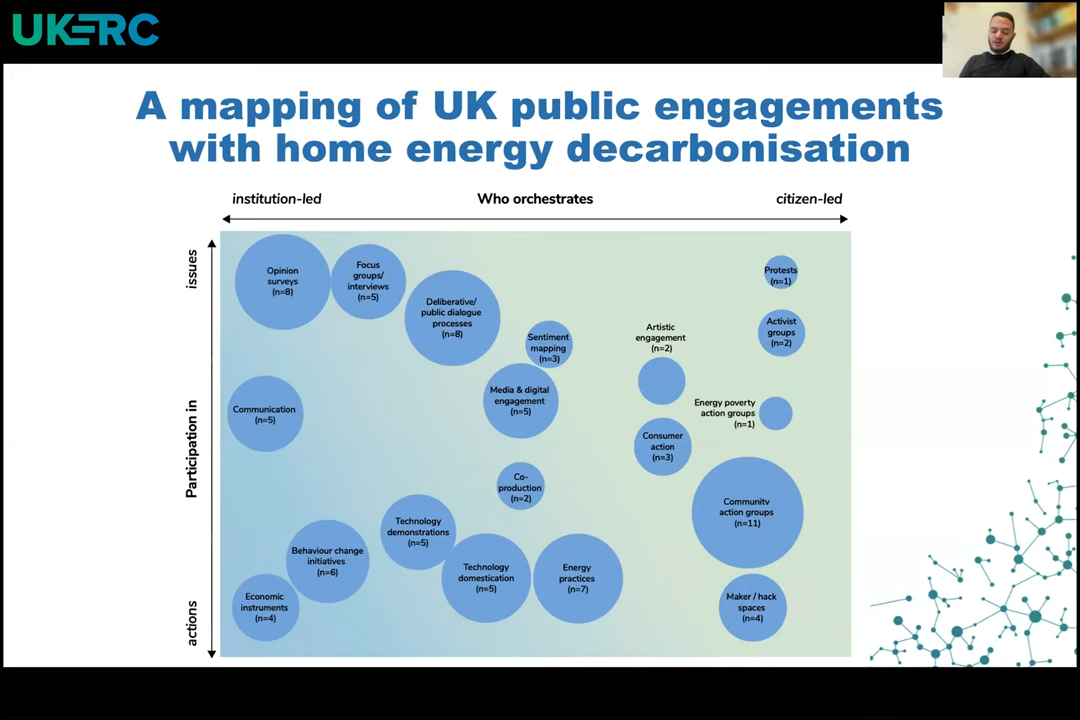 UKERC
A mapping of UK public engagements
with home energy decarbonisation
institution-led
Who orchestrates
citizen-led
issues
Participation in
actions
Opinion
surveys
(n=8)
Focus
groups/
interviews
(n=5)
Deliberative/
public dialogue
processes
(n=8)
Sentiment
mapping
(n=3)
Artistic
engagement
(n=2)
Protests
(n=1)
Activist
groups
(n=2)
Communication
(n=5)
Media & digital
engagement
(n=5)
Energy poverty
action groups
(n=1)
Consumer
action
(n=3)
Co-
production
(n=2)
Community
action groups
(n=11)
Technology
demonstrations
(n=5)
Behaviour change
initiatives
(n=6)
Technology
domestication
(n=5)
Energy
practices
(n=7)
Economic
instruments
(n=4)
Maker / hack
spaces
(n=4)